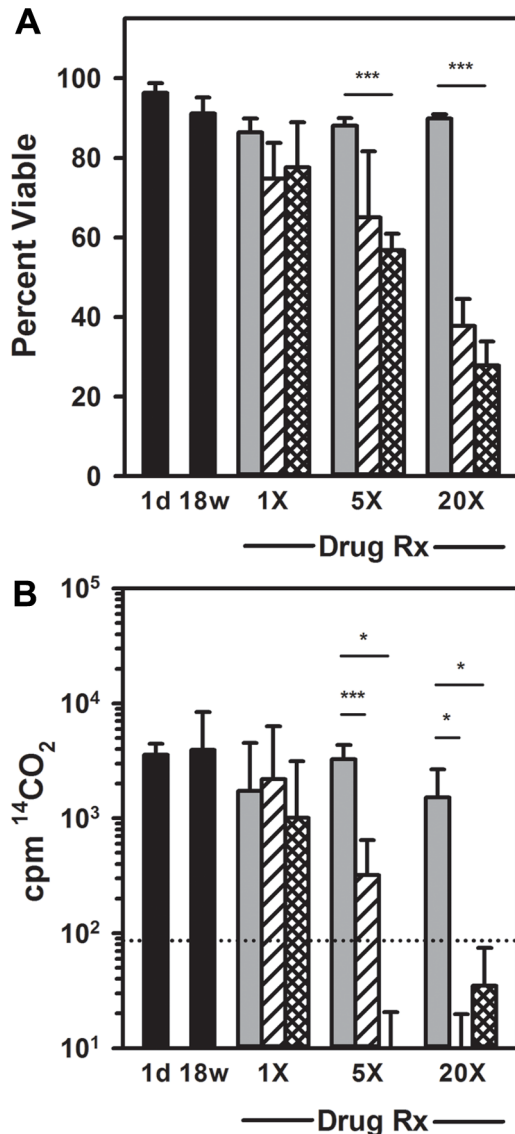 A
***
***
100
80
60
40
20
0
Percent Viable
1d 18w 1X 5X 20X
Drug Rx
B
10⁵
10⁴
10³
10²
10¹
cpm ¹⁴CO₂
*
***
*
*
1d 18w 1X 5X 20X
Drug Rx